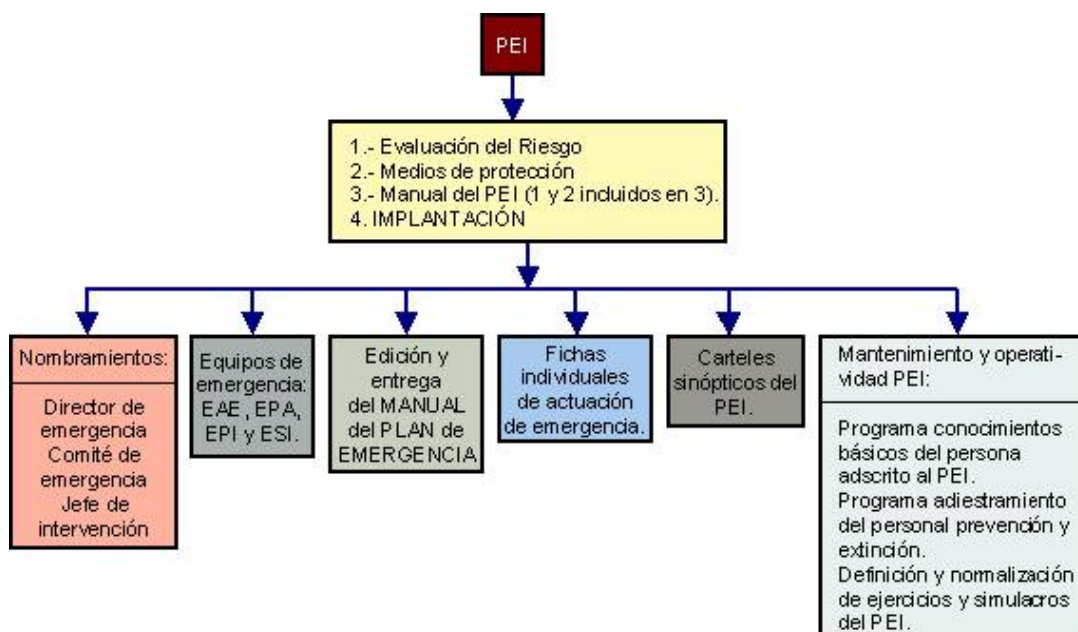 PEI
1.- Evaluación del Riesgo
2.- Medios de protección
3.- Manual del PEI (1 y 2 incluidos en 3).
4. IMPLANTACIÓN
Nombramientos:
Director de
emergencia
Comité de
emergencia
Jefe de
intervención
Equipos de
emergencia:
EAE, EPA,
EPI y ESI.
Edición y
entrega
del MANUAL
del PLAN DE
EMERGENCIA
Fichas
individuales
de actuación
de emergencia.
Carteles
sinópticos del
PEI.
Mantenimiento y operati-
vidad PEI:
Programa conocimientos
básicos del persona
adscrito al PEI.
Programa adiestramiento
del personal prevención y
extinción.
Definición y normalización
de ejercicios y simulacros
del PEI.